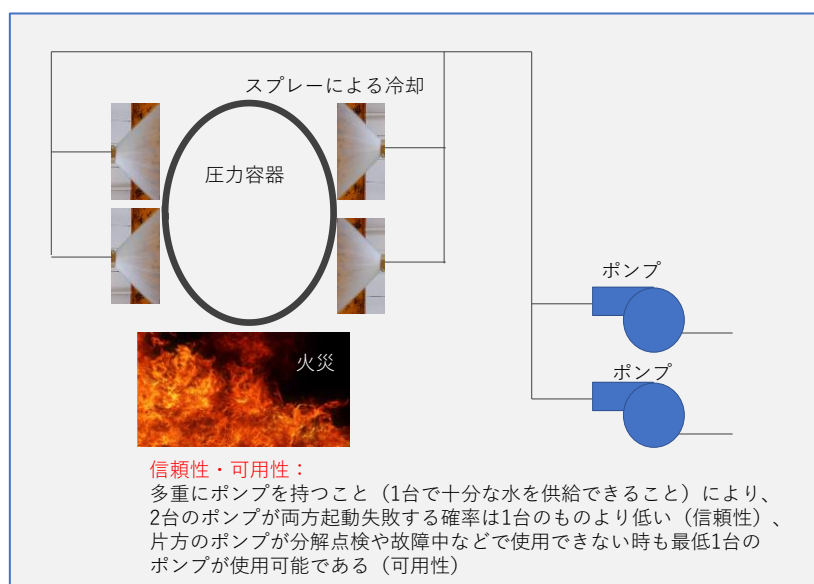 スプレーによる冷却
圧力容器
ポンプ
ポンプ
火災
信頼性・可用性：
多重にポンプを持つこと（1台で十分な水を供給できること）により、
2台のポンプが両方起動失敗する確率は1台のものより低い（信頼性）、
片方のポンプが分解点検や故障中などで使用できない時も最低1台の
ポンプが使用可能である（可用性）